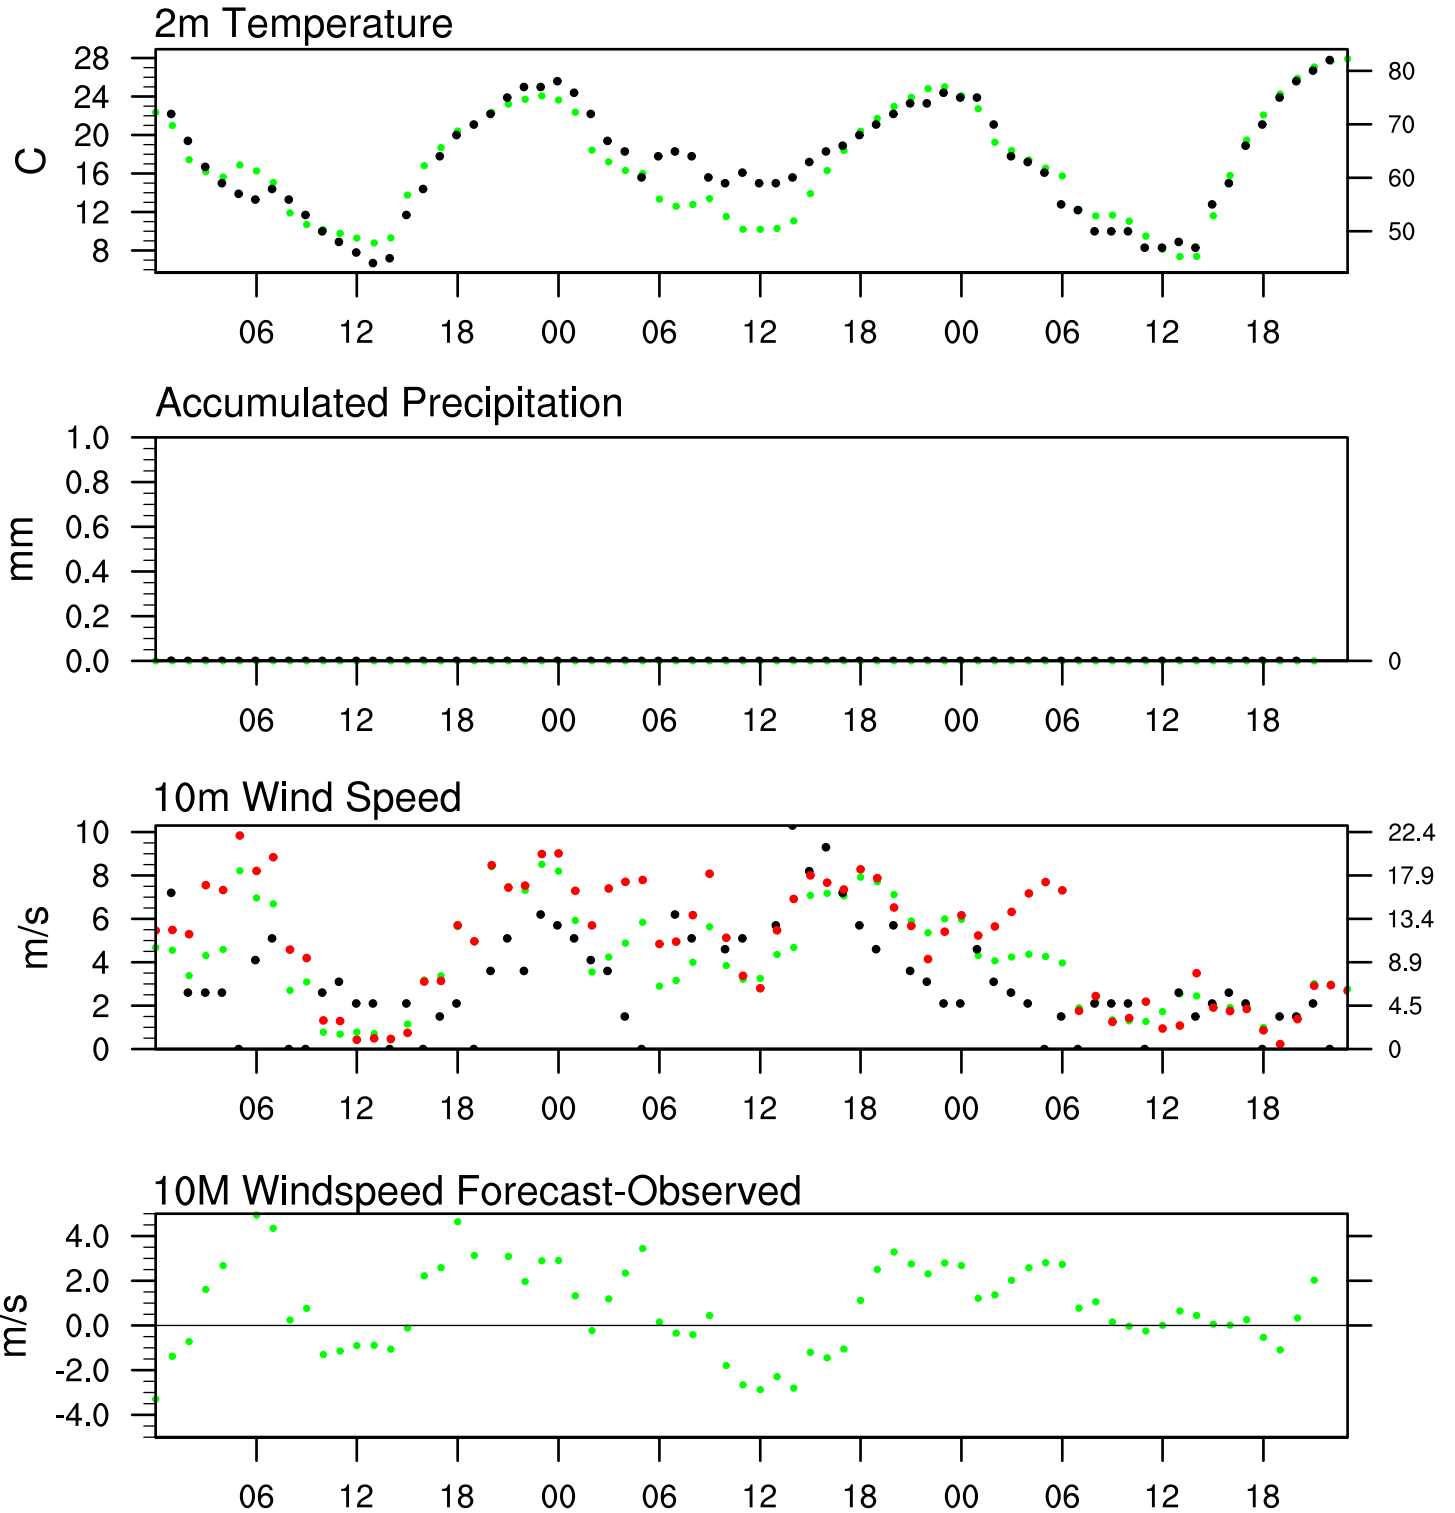 2m Temperature
28
24
20
16
12
8
C
80
70
60
50
06 12 18 00 06 12 18 00 06 12 18
Accumulated Precipitation
1.0
0.8
0.6
0.4
0.2
0.0
mm
0
06 12 18 00 06 12 18 00 06 12 18
10m Wind Speed
10
8
6
4
2
0
m/s
22.4
17.9
13.4
8.9
4.5
0
06 12 18 00 06 12 18 00 06 12 18
10M Windspeed Forecast-Observed
4.0
2.0
0.0
-2.0
-4.0
m/s
06 12 18 00 06 12 18 00 06 12 18